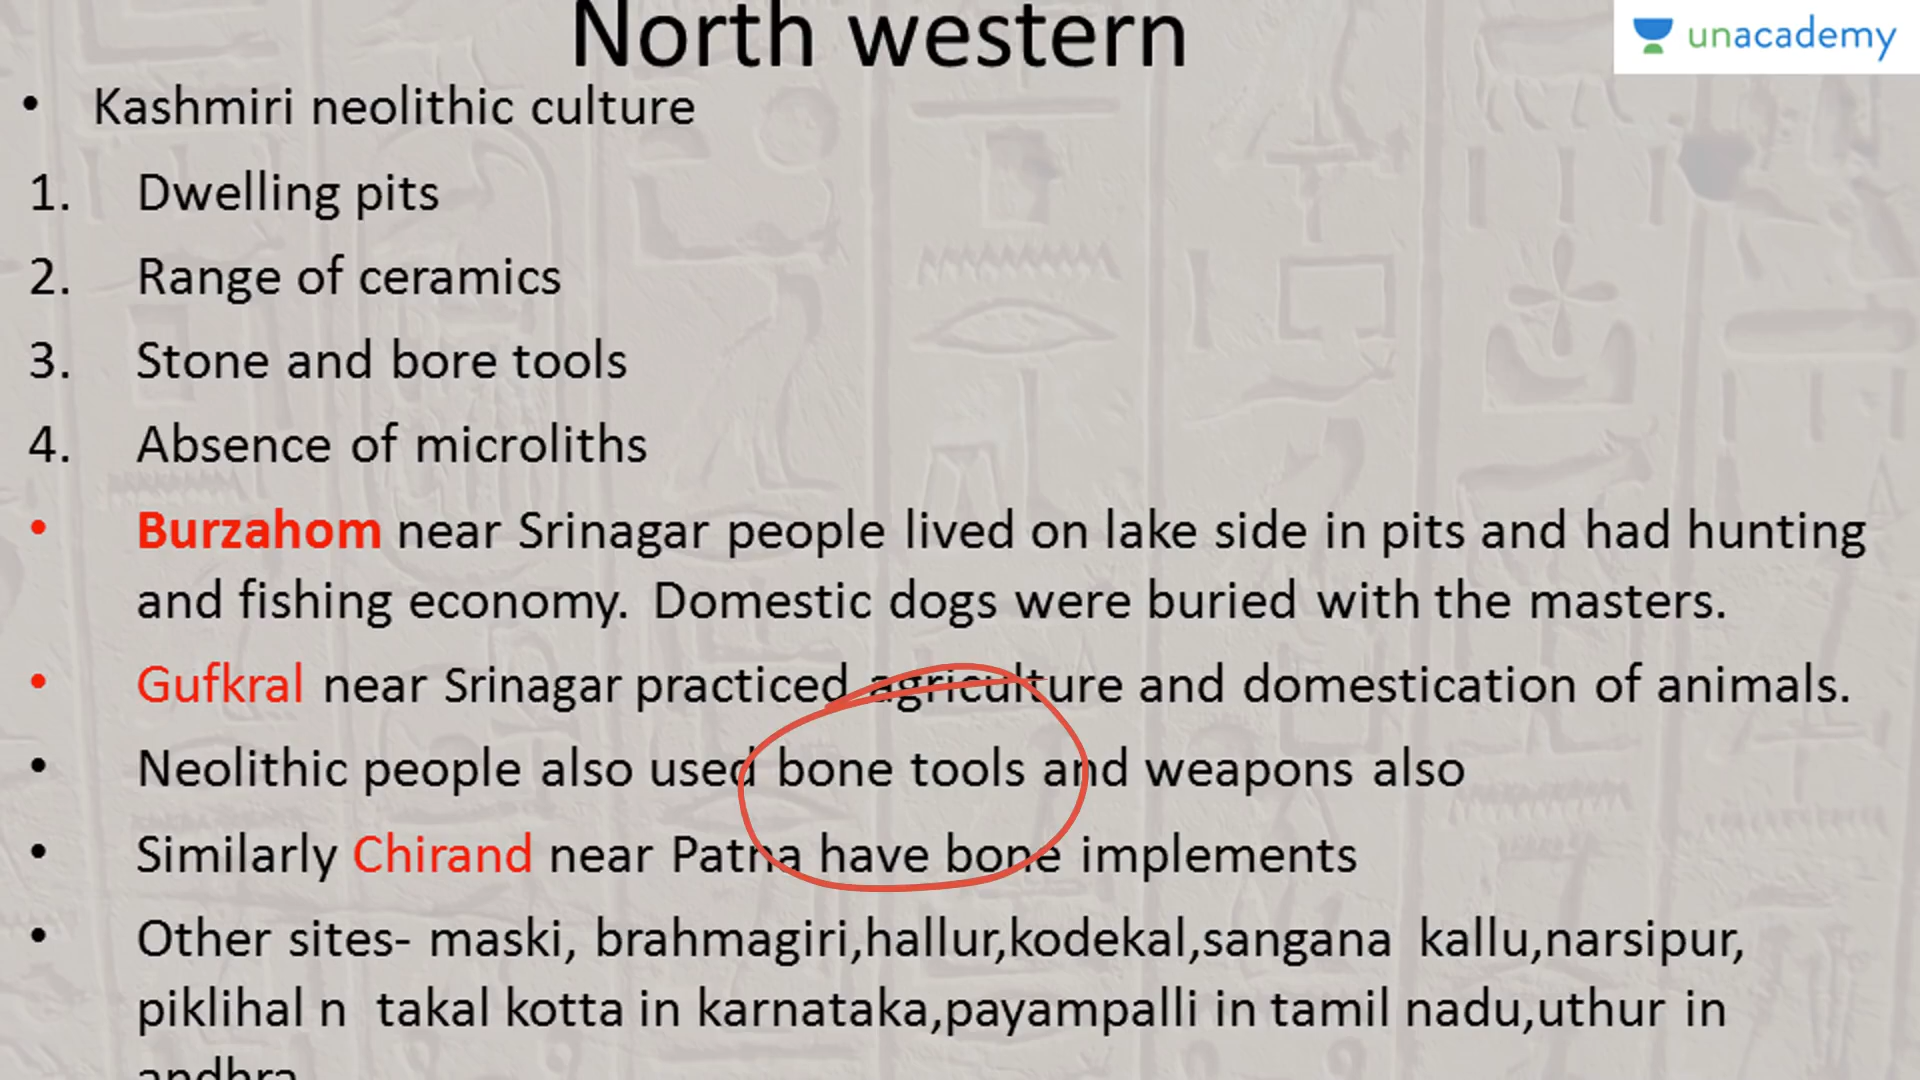 North western
unacademy
• Kashmiri neolithic culture
1. Dwelling pits
2. Range of ceramics
3. Stone and bore tools
4. Absence of microliths
• Burzahom near Srinagar people lived on lake side in pits and had hunting
and fishing economy. Domestic dogs were buried with the masters.
• Gufkral near Srinagar practiced agriculture and domestication of animals.
• Neolithic people also used bone tools and weapons also
• Similarly Chirand near Patna have bone implements
• Other sites- maski, brahmagiri,hallur,kodekal,sangana kallu,narsipur,
piklihal n takal kotta in karnataka,payampalli in tamil nadu,uthur in
andhra